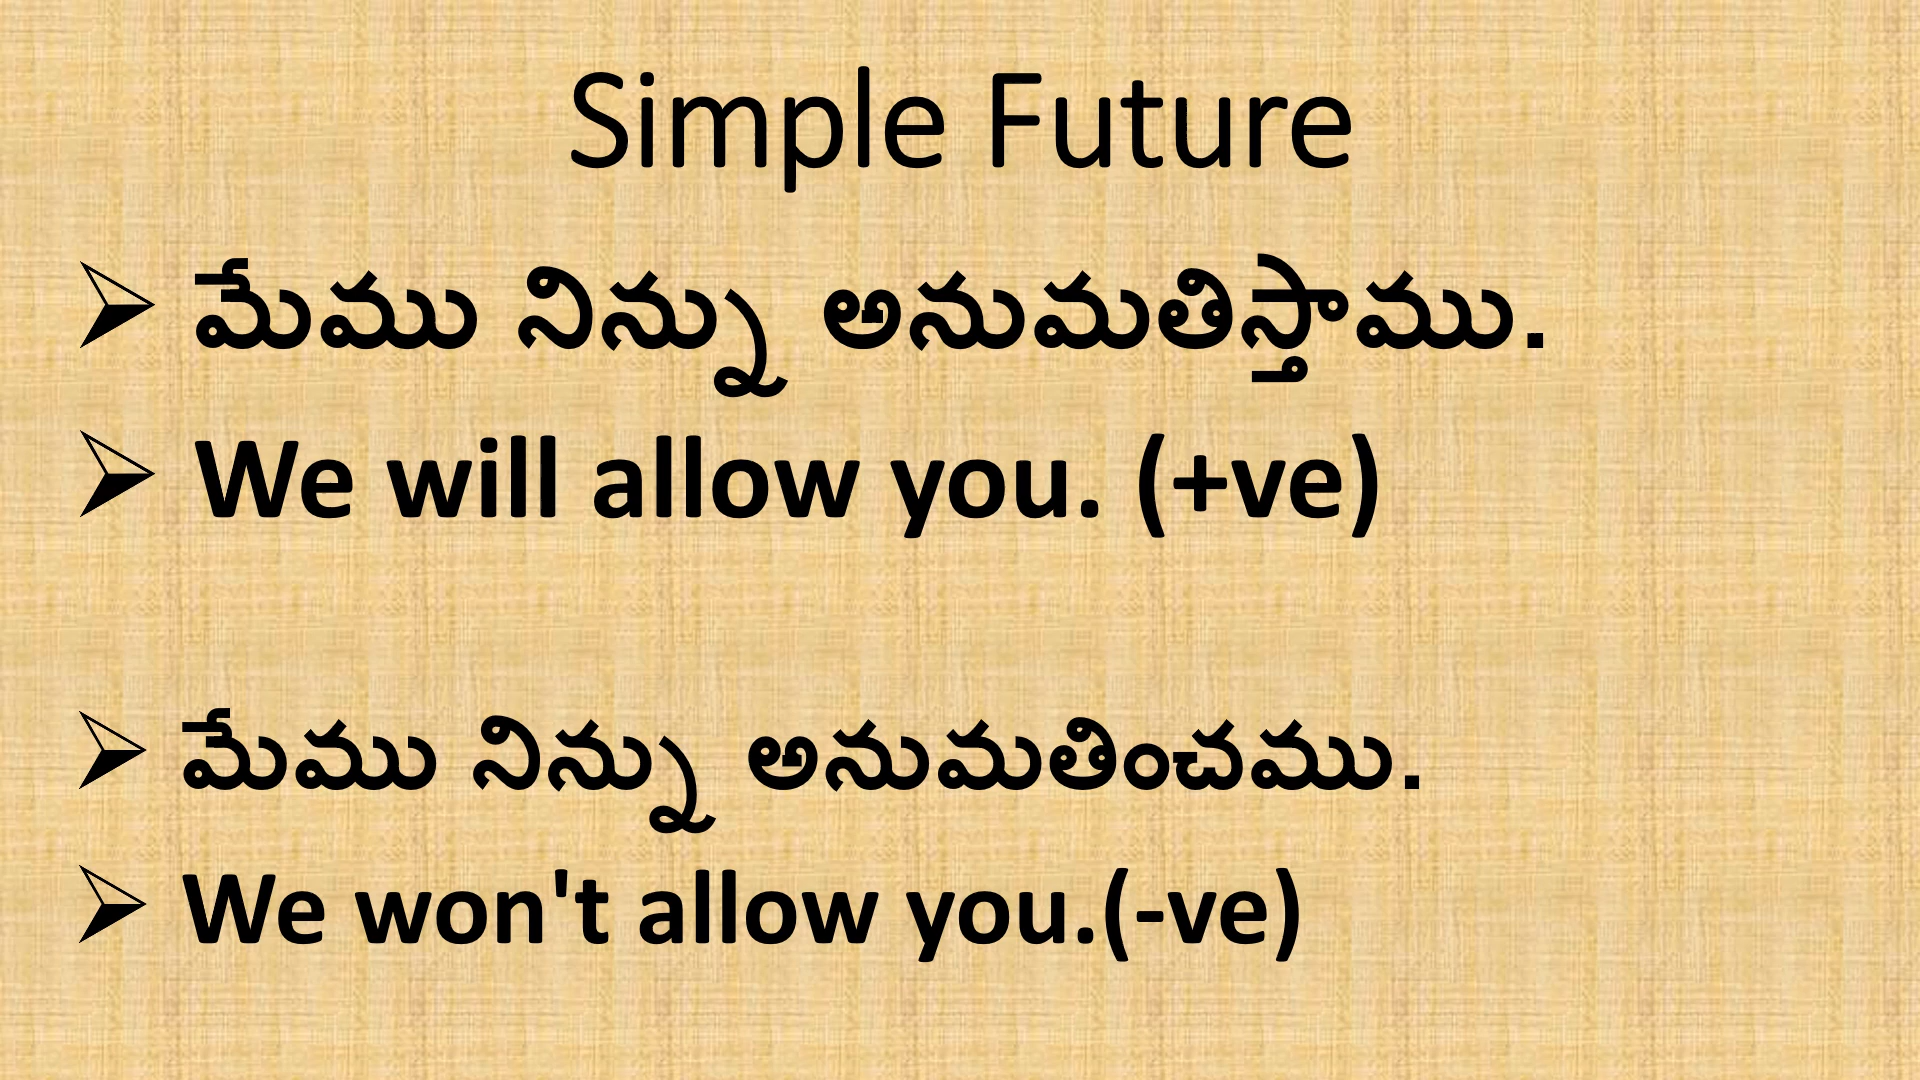 Simple Future
➢ మేము నిన్ను అనుమతిస్తాము.
➢ We will allow you. (+ve)
➢ మేము నిన్ను అనుమతించము.
➢ We won't allow you.(-ve)